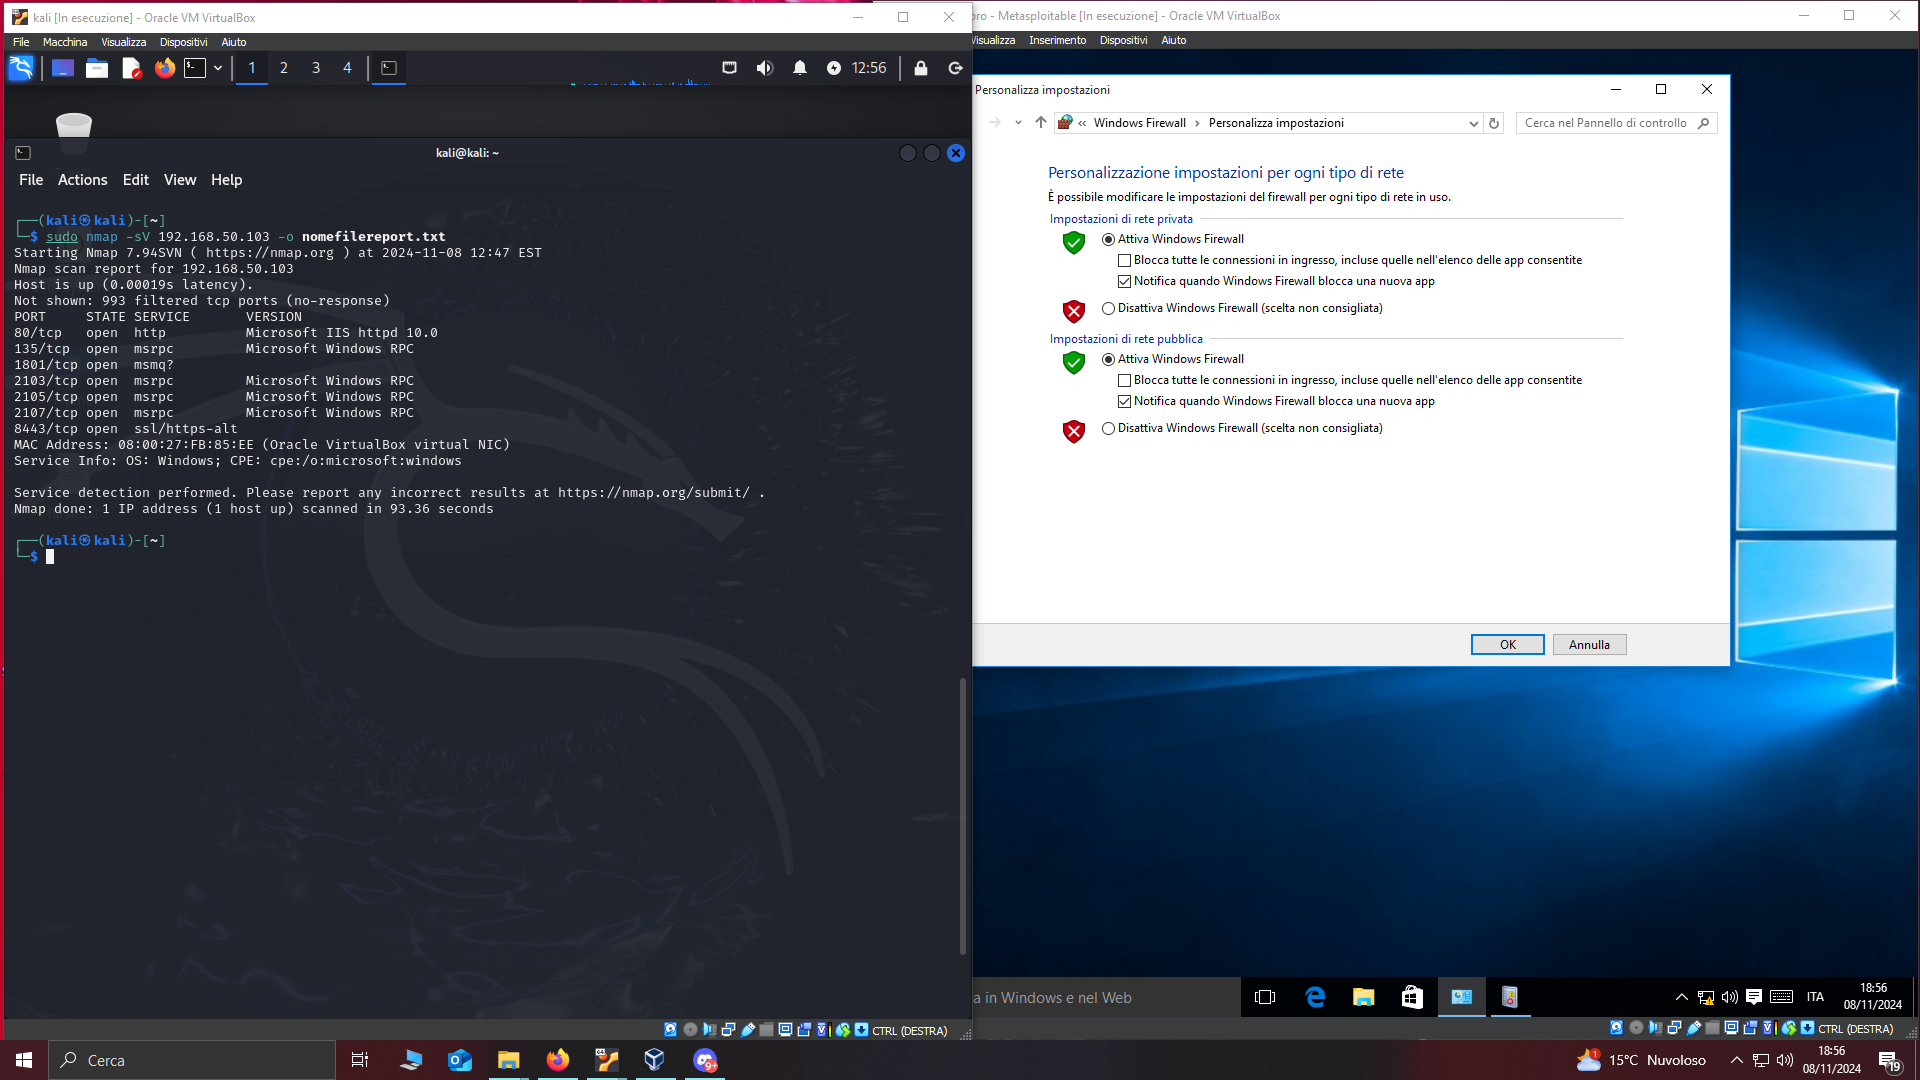 kali [In esecuzione] - Oracle VM VirtualBox
File Macchina Visualizza Dispositivi Aiuto
1 2 3 4
12:56
kali@kali: ~
File Actions Edit View Help
┌──(kali㉿kali)-[~]
└─$ sudo nmap -sV 192.168.50.103 -o nomefilereport.txt
Starting Nmap 7.94SVN ( https://nmap.org ) at 2024-11-08 12:47 EST
Nmap scan report for 192.168.50.103
Host is up (0.00019s latency).
Not shown: 993 filtered tcp ports (no-response)
PORT STATE SERVICE VERSION
80/tcp open http Microsoft IIS httpd 10.0
135/tcp open msrpc Microsoft Windows RPC
1801/tcp open msmq?
2103/tcp open msrpc Microsoft Windows RPC
2105/tcp open msrpc Microsoft Windows RPC
2107/tcp open msrpc Microsoft Windows RPC
8443/tcp open ssl/https-alt
MAC Address: 08:00:27:FB:85:EE (Oracle VirtualBox virtual NIC)
Service Info: OS: Windows; CPE: cpe:/o:microsoft:windows
Service detection performed. Please report any incorrect results at https://nmap.org/submit/ .
Nmap done: 1 IP address (1 host up) scanned in 93.36 seconds
┌──(kali㉿kali)-[~]
└─$
CTRL (DESTRA)
- Metasploitable [In esecuzione] - Oracle VM VirtualBox
Inserimento Dispositivi Aiuto
Personalizza impostazioni
« Windows Firewall › Personalizza impostazioni
Cerca nel Pannello di controllo
Personalizzazione impostazioni per ogni tipo di rete
È possibile modificare le impostazioni del firewall per ogni tipo di rete in uso.
Impostazioni di rete privata
Attiva Windows Firewall
Blocca tutte le connessioni in ingresso, incluse quelle nell'elenco delle app consentite
Notifica quando Windows Firewall blocca una nuova app
Disattiva Windows Firewall (scelta non consigliata)
Impostazioni di rete pubblica
Attiva Windows Firewall
Blocca tutte le connessioni in ingresso, incluse quelle nell'elenco delle app consentite
Notifica quando Windows Firewall blocca una nuova app
Disattiva Windows Firewall (scelta non consigliata)
OK Annulla
a in Windows e nel Web
ITA
18:56
08/11/2024
CTRL (DESTRA)
Cerca
9+
1
15°C Nuvoloso
18:56
08/11/2024
19